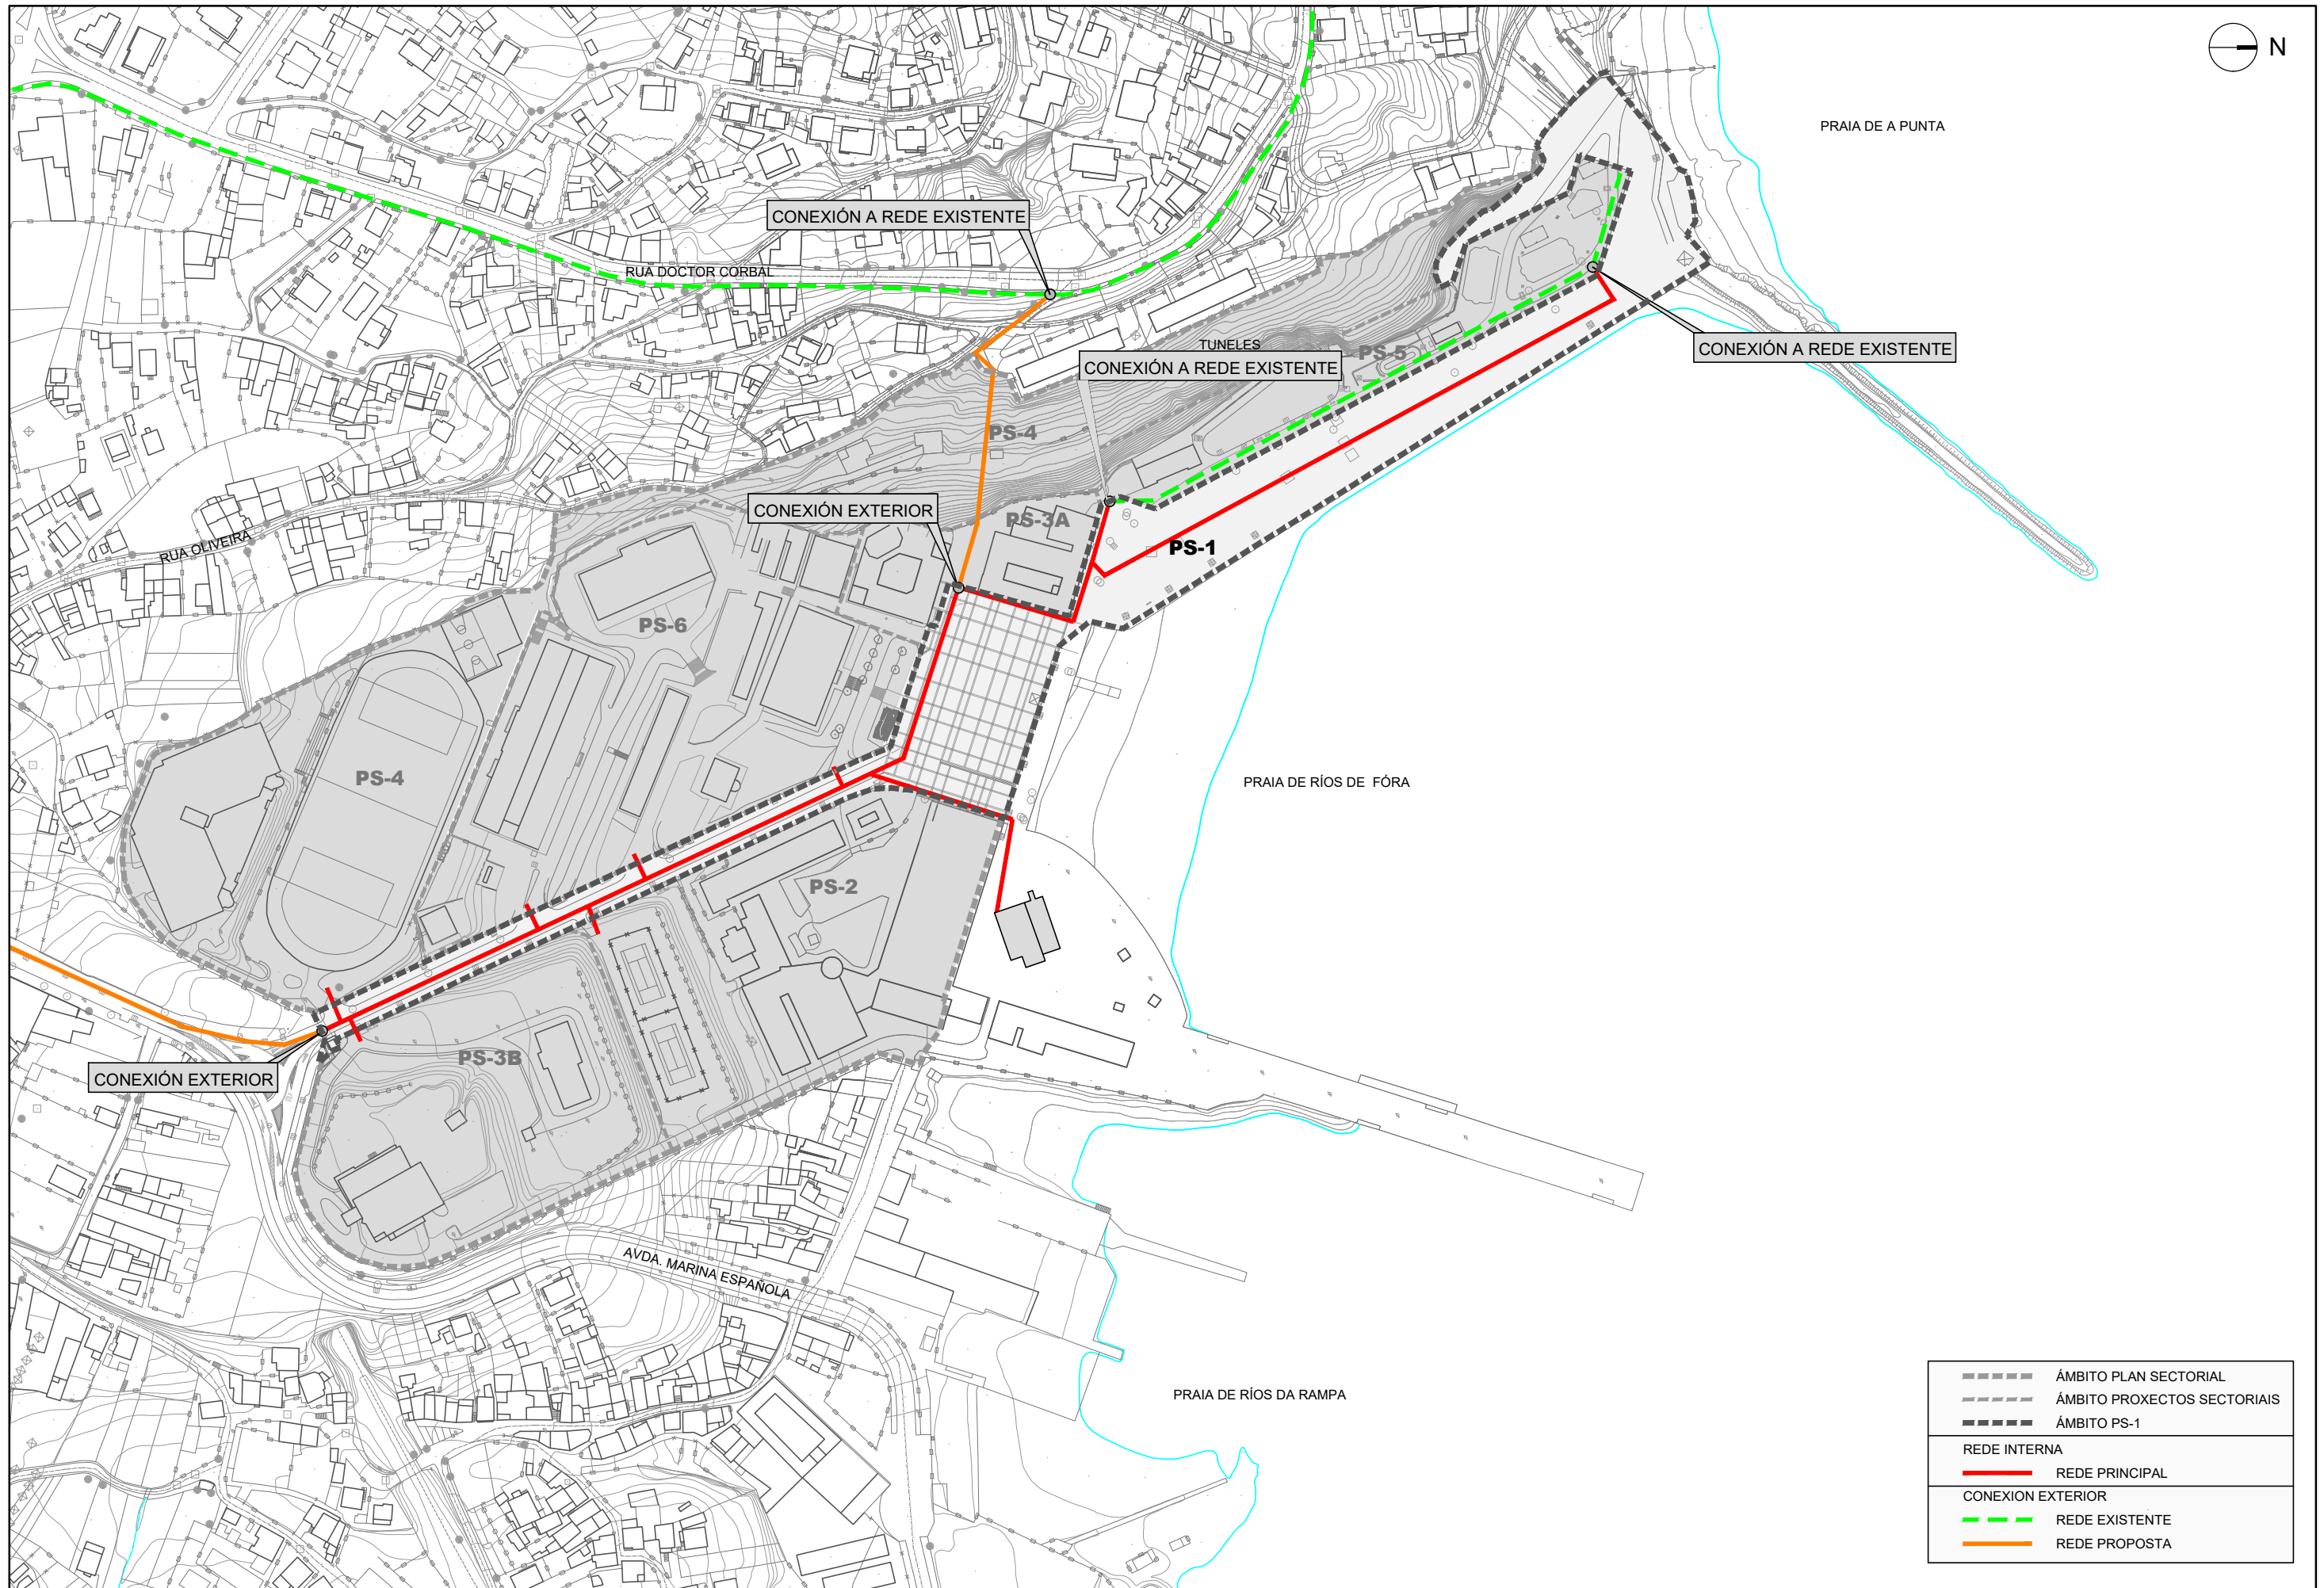 N
PRAIA DE A PUNTA
CONEXIÓN A REDE EXISTENTE
RUA DOCTOR CORBAL
TUNELES
CONEXIÓN A REDE EXISTENTE
PS-5
CONEXIÓN A REDE EXISTENTE
PS-4
CONEXIÓN EXTERIOR
PS-3A
RUA OLIVEIRA
PS-1
PS-6
PS-4
PRAIA DE RÍOS DE FÓRA
PS-2
PS-3B
CONEXIÓN EXTERIOR
AVDA. MARINA ESPAÑOLA
PRAIA DE RÍOS DA RAMPA
ÁMBITO PLAN SECTORIAL
ÁMBITO PROXECTOS SECTORIAIS
ÁMBITO PS-1
REDE INTERNA
REDE PRINCIPAL
CONEXION EXTERIOR
REDE EXISTENTE
REDE PROPOSTA